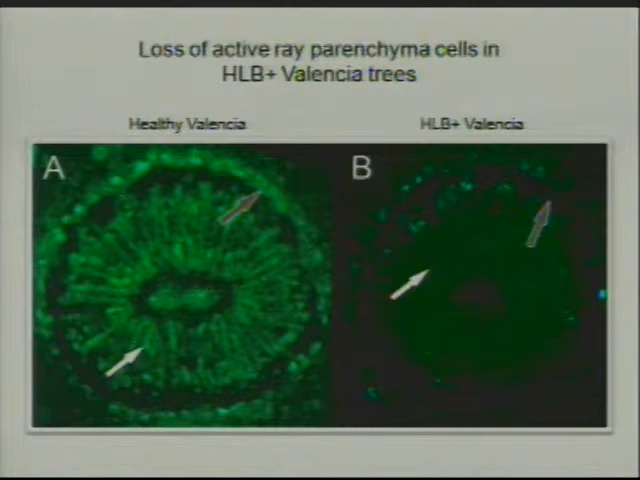 Loss of active ray parenchyma cells in
HLB+ Valencia trees
Healthy Valencia
HLB+ Valencia
A
B